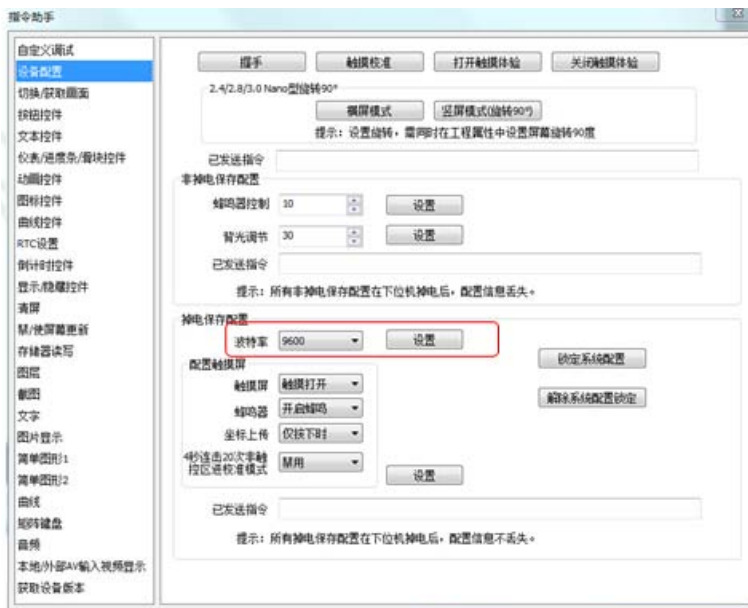 指令助手
自定义调试
设备配置
切换/获取画面
按钮控件
文本控件
仪表/进度条/滑块控件
动画控件
图标控件
曲线控件
RTC设置
倒计时控件
显示/隐藏控件
清屏
禁/使屏幕更新
存储器读写
图层
截图
文字
图片显示
简单图形1
简单图形2
曲线
矩阵键盘
音频
本地/外部AV输入视频显示
获取设备版本
握手
触摸校准
打开触摸体验
关闭触摸体验
2.4/2.8/3.0 Nano型旋转90°
横屏模式
竖屏模式(旋转90°)
提示：设置旋转，需同时在工程属性中设置屏幕旋转90度
已发送指令
非掉电保存配置
蜂鸣器控制 10 设置
背光调节 30 设置
已发送指令
提示：所有非掉电保存配置在下位机掉电后，配置信息丢失。
掉电保存配置
波特率 9600 设置
配置触摸屏
触摸屏 触摸打开
蜂鸣器 开启蜂鸣
坐标上传 仅按下时
4秒连击20次非触
控区进校准模式 禁用
设置
锁定系统配置
解除系统配置锁定
已发送指令
提示：所有掉电保存配置在下位机掉电后，配置信息不丢失。